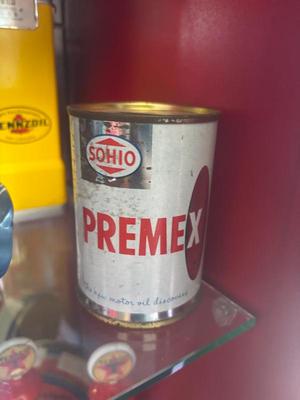 PENNZOIL
SOHIO
PREMEX
motor oil discovery